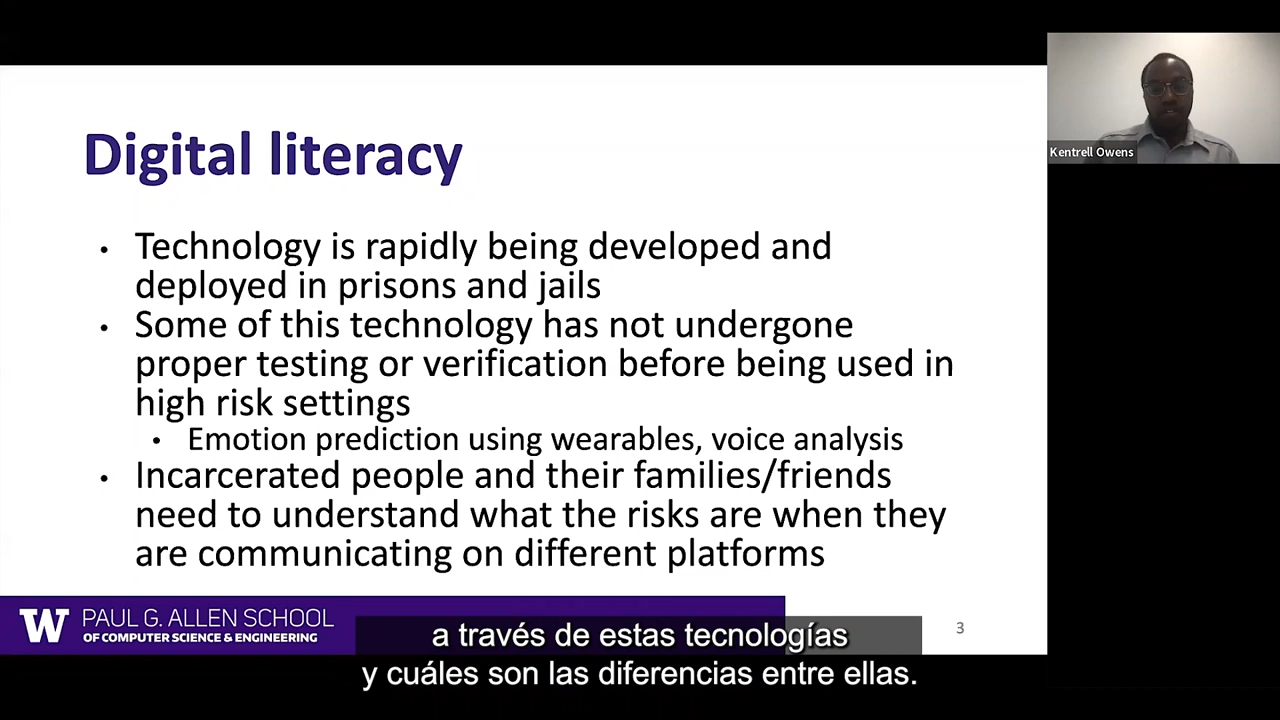 Digital literacy
• Technology is rapidly being developed and
deployed in prisons and jails
• Some of this technology has not undergone
proper testing or verification before being used in
high risk settings
• Emotion prediction using wearables, voice analysis
• Incarcerated people and their families/friends
need to understand what the risks are when they
are communicating on different platforms
Kentrell Owens
W PAUL G. ALLEN SCHOOL
OF COMPUTER SCIENCE & ENGINEERING
3
a través de estas tecnologías
y cuáles son las diferencias entre ellas.